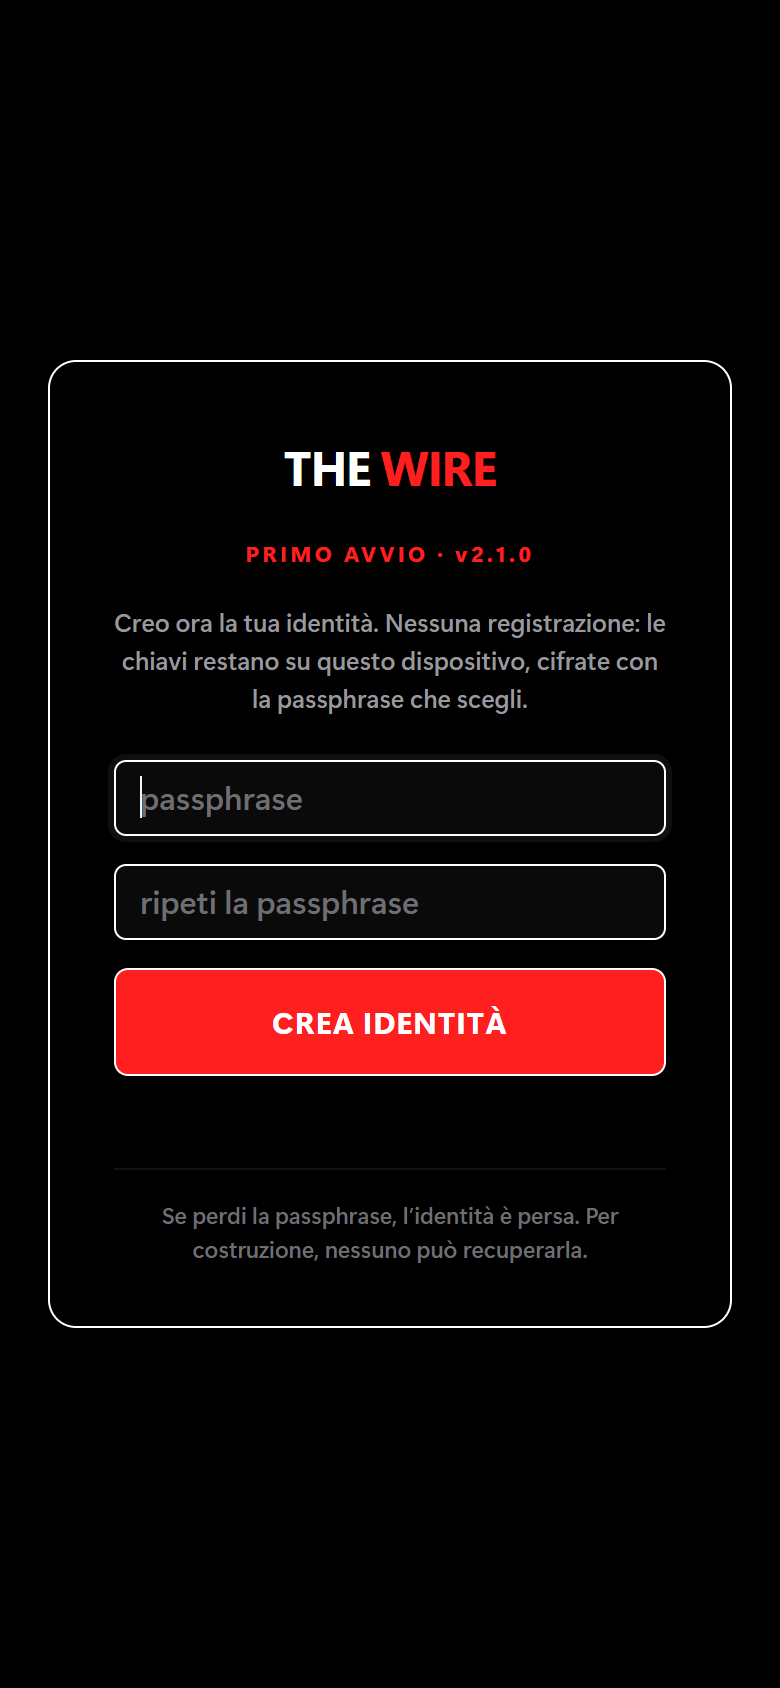 THE WIRE
PRIMO AVVIO · v2.1.0
Creo ora la tua identità. Nessuna registrazione: le
chiavi restano su questo dispositivo, cifrate con
la passphrase che scegli.
passphrase
ripeti la passphrase
CREA IDENTITÀ
Se perdi la passphrase, l’identità è persa. Per
costruzione, nessuno può recuperarla.